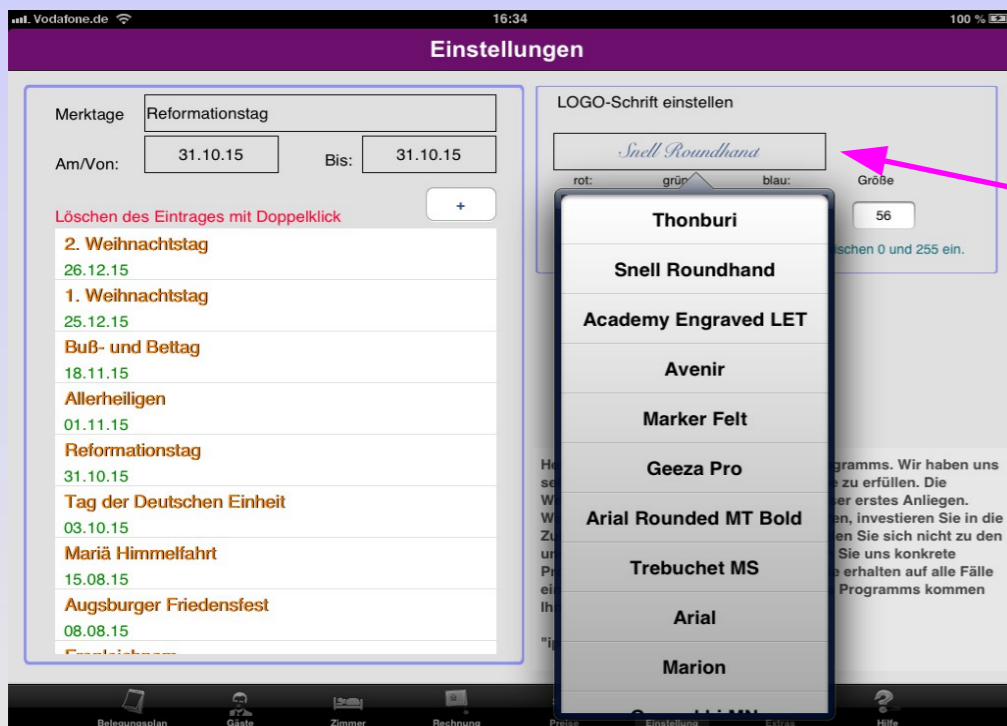 Vodafone.de 16:34 100 %
Einstellungen
Merktage Reformationstag
Am/Von: 31.10.15 Bis: 31.10.15
+
Löschen des Eintrages mit Doppelklick
2. Weihnachtstag
26.12.15
1. Weihnachtstag
25.12.15
Buß- und Bettag
18.11.15
Allerheiligen
01.11.15
Reformationstag
31.10.15
Tag der Deutschen Einheit
03.10.15
Mariä Himmelfahrt
15.08.15
Augsburger Friedensfest
08.08.15
LOGO-Schrift einstellen
Snell Roundhand
rot: grün blau: Größe
56
0 und 255 ein.
Thonburi
Snell Roundhand
Academy Engraved LET
Avenir
Marker Felt
Geeza Pro
Arial Rounded MT Bold
Trebuchet MS
Arial
Marion
Wir haben uns
zu erfüllen. Die
erstes Anliegen.
investieren Sie in die
Sie sich nicht zu den
Sie uns konkrete
erhalten auf alle Fälle
Programms kommen
Belegungsplan Gäste Zimmer Rechnung Preise Einstellung Extras Hilfe